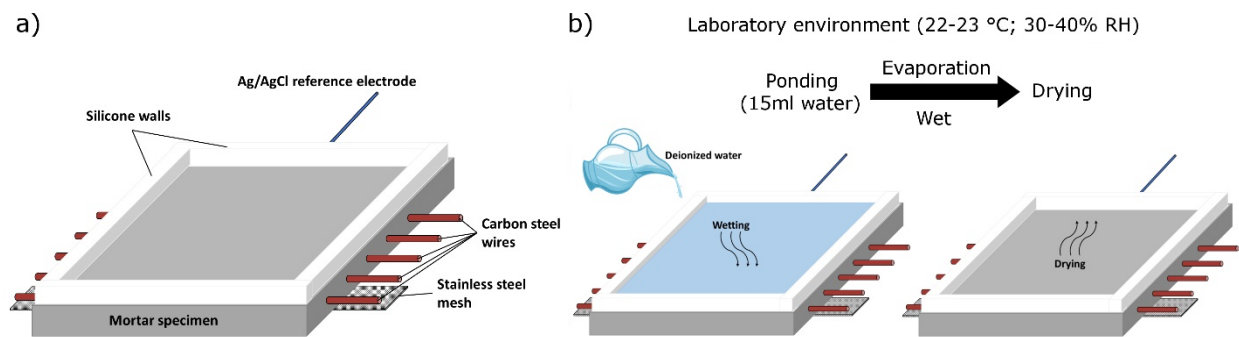 a)
Ag/AgCl reference electrode
Silicone walls
Carbon steel
wires
Stainless steel
mesh
Mortar specimen
b)
Laboratory environment (22-23 °C; 30-40% RH)
Ponding
(15ml water)
Evaporation
Wet
Drying
Deionized water
Wetting
Drying